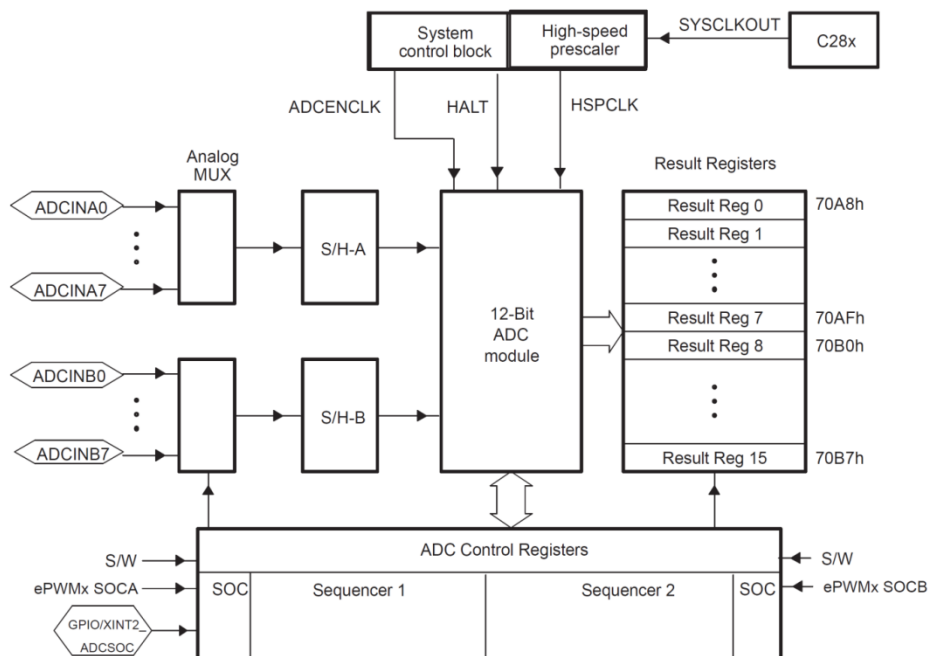 System
control block
High-speed
prescaler
SYSCLKOUT
C28x
ADCENCLK
HALT
HSPCLK
Analog
MUX
Result Registers
ADCINA0
S/H-A
Result Reg 0
70A8h
Result Reg 1
ADCINA7
12-Bit
ADC
module
Result Reg 7
70AFh
Result Reg 8
70B0h
ADCINB0
S/H-B
ADCINB7
Result Reg 15
70B7h
ADC Control Registers
S/W
S/W
ePWMx SOCA
SOC
Sequencer 1
Sequencer 2
SOC
ePWMx SOCB
GPIO/XINT2_
ADCSOC